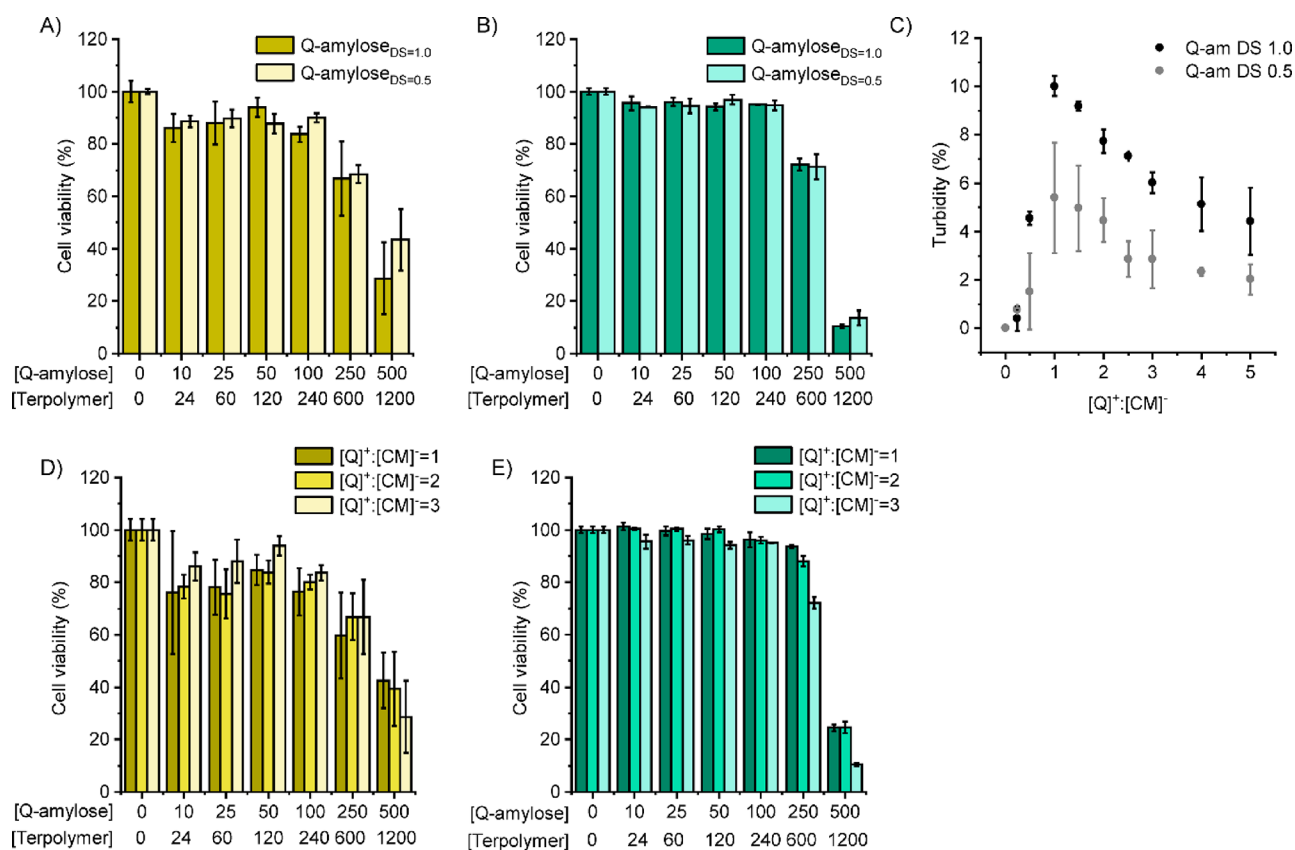 A)
Q-amyloseDS=1.0
Q-amyloseDS=0.5
Cell viability (%)
120
100
80
60
40
20
0
[Q-amylose] 0 10 25 50 100 250 500
[Terpolymer] 0 24 60 120 240 600 1200
B)
Q-amyloseDS=1.0
Q-amyloseDS=0.5
Cell viability (%)
120
100
80
60
40
20
0
[Q-amylose] 0 10 25 50 100 250 500
[Terpolymer] 0 24 60 120 240 600 1200
C)
Q-am DS 1.0
Q-am DS 0.5
Turbidity (%)
12
10
8
6
4
2
0
0 1 2 3 4 5
[Q]⁺:[CM]⁻
D)
[Q]⁺:[CM]⁻=1
[Q]⁺:[CM]⁻=2
[Q]⁺:[CM]⁻=3
Cell viability (%)
120
100
80
60
40
20
0
[Q-amylose] 0 10 25 50 100 250 500
[Terpolymer] 0 24 60 120 240 600 1200
E)
[Q]⁺:[CM]⁻=1
[Q]⁺:[CM]⁻=2
[Q]⁺:[CM]⁻=3
Cell viability (%)
120
100
80
60
40
20
0
[Q-amylose] 0 10 25 50 100 250 500
[Terpolymer] 0 24 60 120 240 600 1200